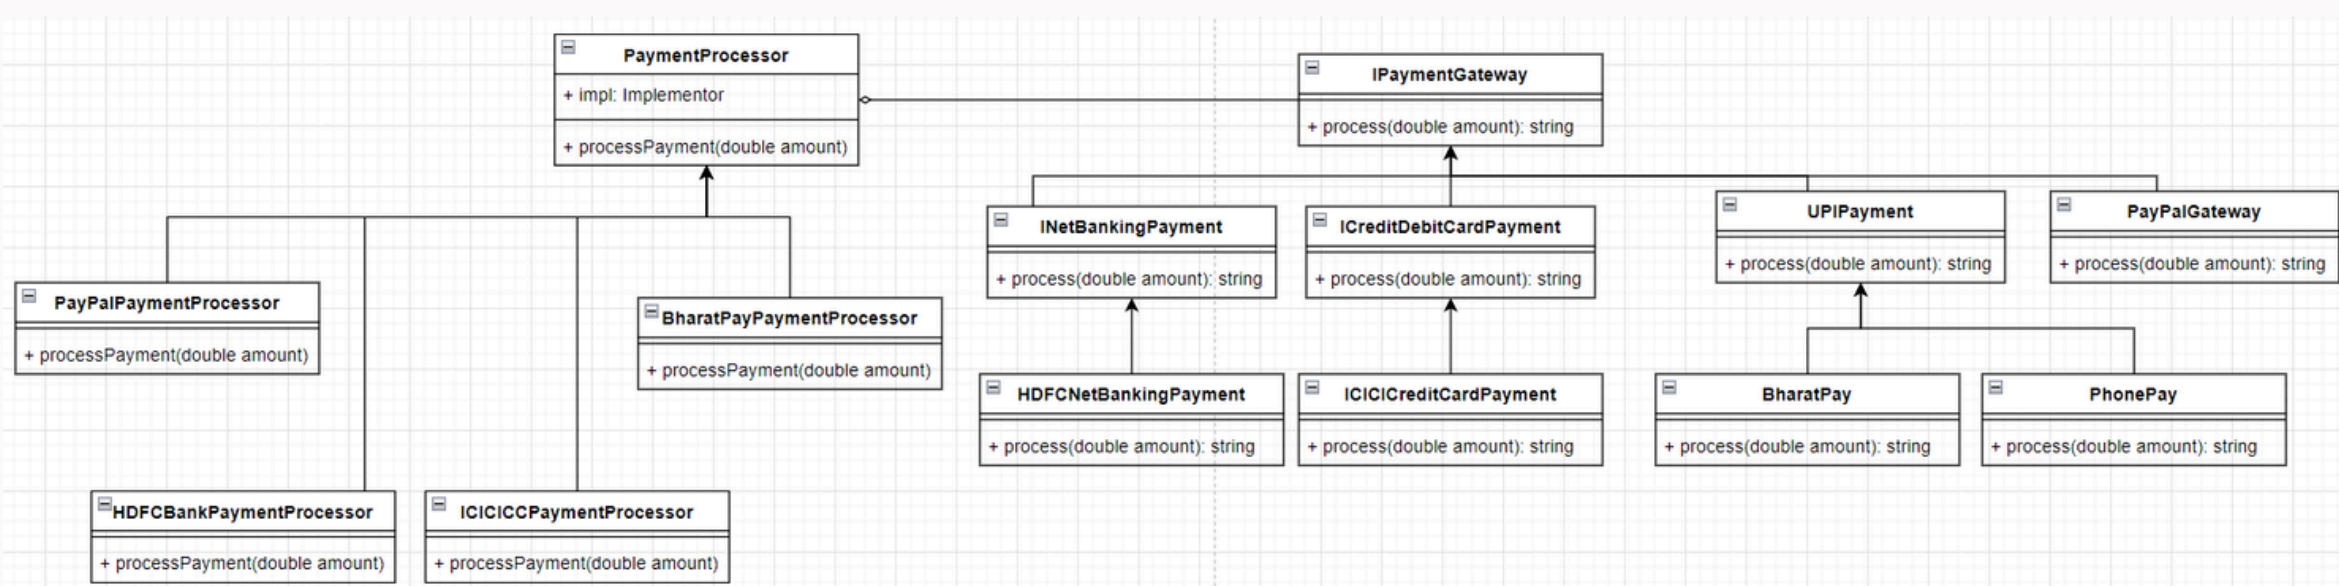 PaymentProcessor
+ impl: Implementor
+ processPayment(double amount)
IPaymentGateway
+ process(double amount): string
INetBankingPayment
+ process(double amount): string
ICreditDebitCardPayment
+ process(double amount): string
UPIPayment
+ process(double amount): string
PayPalGateway
+ process(double amount): string
PayPalPaymentProcessor
+ processPayment(double amount)
BharatPayPaymentProcessor
+ processPayment(double amount)
HDFCNetBankingPayment
+ process(double amount): string
ICICICreditCardPayment
+ process(double amount): string
BharatPay
+ process(double amount): string
PhonePay
+ process(double amount): string
HDFCBankPaymentProcessor
+ processPayment(double amount)
ICICICCPaymentProcessor
+ processPayment(double amount)